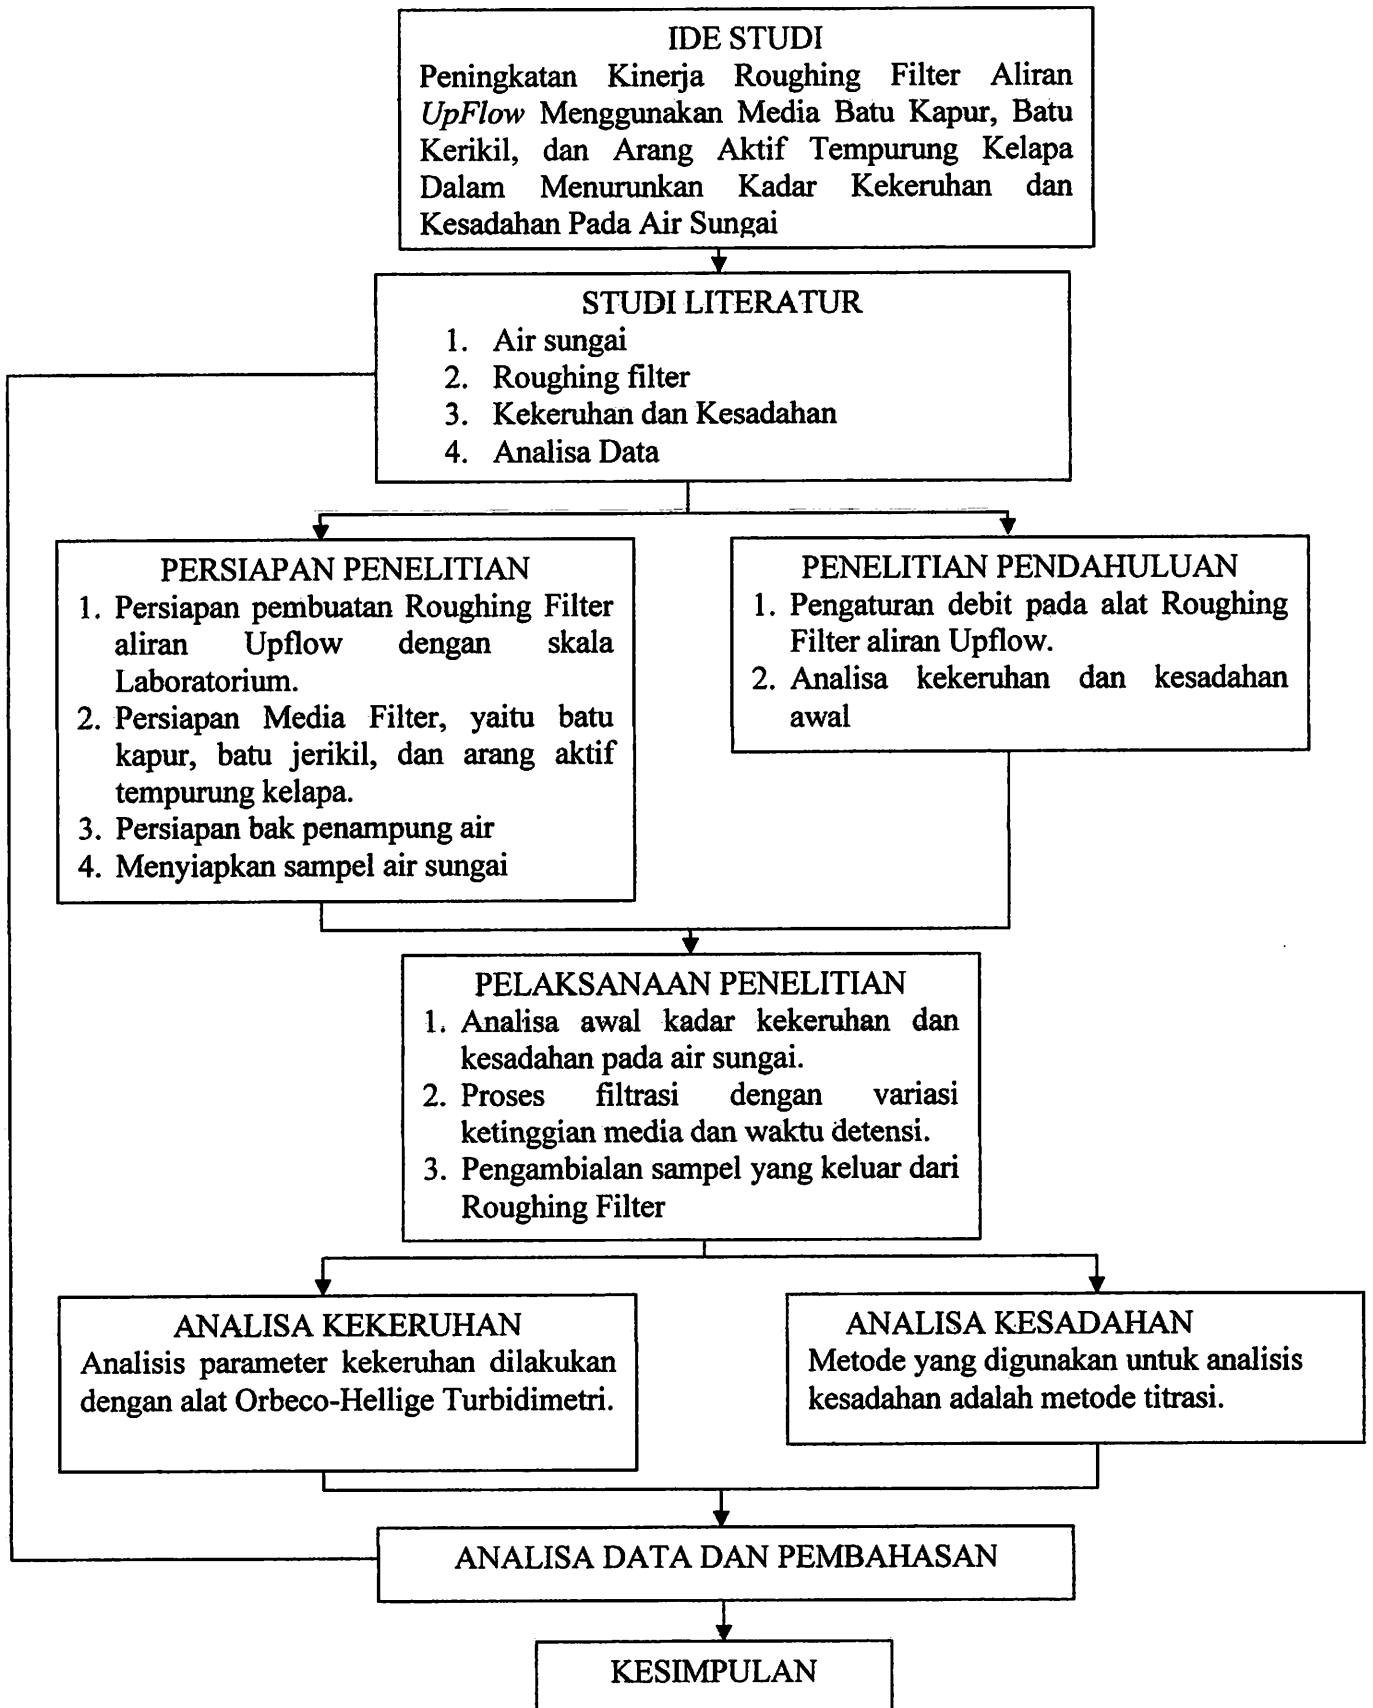 IDE STUDI
Peningkatan Kinerja Roughing Filter Aliran
UpFlow Menggunakan Media Batu Kapur, Batu
Kerikil, dan Arang Aktif Tempurung Kelapa
Dalam Menurunkan Kadar Kekeruhan dan
Kesadahan Pada Air Sungai
STUDI LITERATUR
1. Air sungai
2. Roughing filter
3. Kekeruhan dan Kesadahan
4. Analisa Data
PERSIAPAN PENELITIAN
1. Persiapan pembuatan Roughing Filter
aliran Upflow dengan skala
Laboratorium.
2. Persiapan Media Filter, yaitu batu
kapur, batu jerikil, dan arang aktif
tempurung kelapa.
3. Persiapan bak penampung air
4. Menyiapkan sampel air sungai
PENELITIAN PENDAHULUAN
1. Pengaturan debit pada alat Roughing
Filter aliran Upflow.
2. Analisa kekeruhan dan kesadahan
awal
PELAKSANAAN PENELITIAN
1. Analisa awal kadar kekeruhan dan
kesadahan pada air sungai.
2. Proses filtrasi dengan variasi
ketinggian media dan waktu detensi.
3. Pengambialan sampel yang keluar dari
Roughing Filter
ANALISA KEKERUHAN
Analisis parameter kekeruhan dilakukan
dengan alat Orbeco-Hellige Turbidimetri.
ANALISA KESADAHAN
Metode yang digunakan untuk analisis
kesadahan adalah metode titrasi.
ANALISA DATA DAN PEMBAHASAN
KESIMPULAN